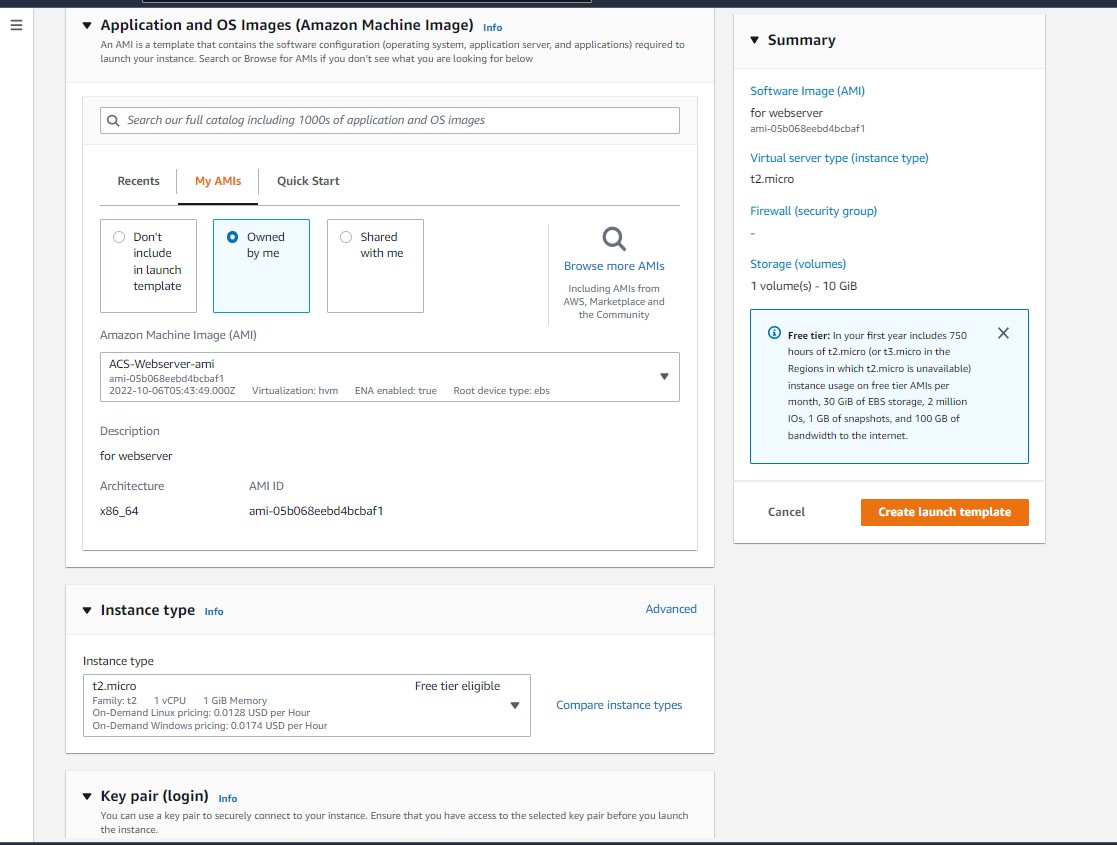 Application and OS Images (Amazon Machine Image) Info
An AMI is a template that contains the software configuration (operating system, application server, and applications) required to
launch your instance. Search or Browse for AMIs if you don't see what you are looking for below
Search our full catalog including 1000s of application and OS images
Recents
My AMIs
Quick Start
Don't
include
in launch
template
Owned
by me
Shared
with me
Browse more AMIs
Including AMIs from
AWS, Marketplace and
the Community
Amazon Machine Image (AMI)
ACS-Webserver-ami
ami-05b068eebd4bcbaf1
2022-10-06T05:43:49.000Z Virtualization: hvm ENA enabled: true Root device type: ebs
Description
for webserver
Architecture AMI ID
x86_64 ami-05b068eebd4bcbaf1
Instance type Info
Advanced
Instance type
t2.micro Free tier eligible
Family: t2 1 vCPU 1 GiB Memory
On-Demand Linux pricing: 0.0128 USD per Hour
On-Demand Windows pricing: 0.0174 USD per Hour
Compare instance types
Key pair (login) Info
You can use a key pair to securely connect to your instance. Ensure that you have access to the selected key pair before you launch
the instance.
Summary
Software Image (AMI)
for webserver
ami-05b068eebd4bcbaf1
Virtual server type (instance type)
t2.micro
Firewall (security group)
-
Storage (volumes)
1 volume(s) - 10 GiB
Free tier: In your first year includes 750
hours of t2.micro (or t3.micro in the
Regions in which t2.micro is unavailable)
instance usage on free tier AMIs per
month, 30 GiB of EBS storage, 2 million
IOs, 1 GB of snapshots, and 100 GB of
bandwidth to the internet.
Cancel
Create launch template